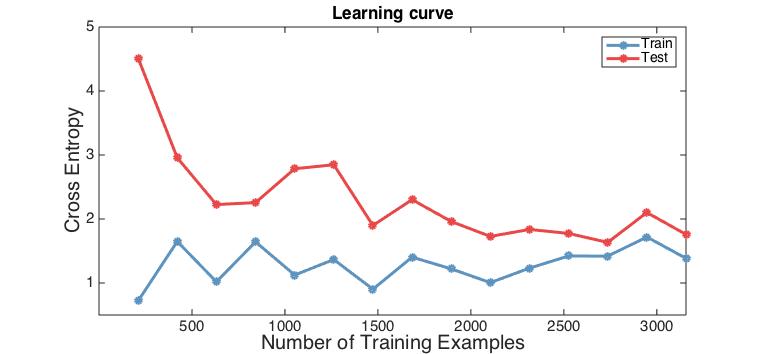 Learning curve
Train
Test
Cross Entropy
5
4
3
2
1
500
1000
1500
2000
2500
3000
Number of Training Examples